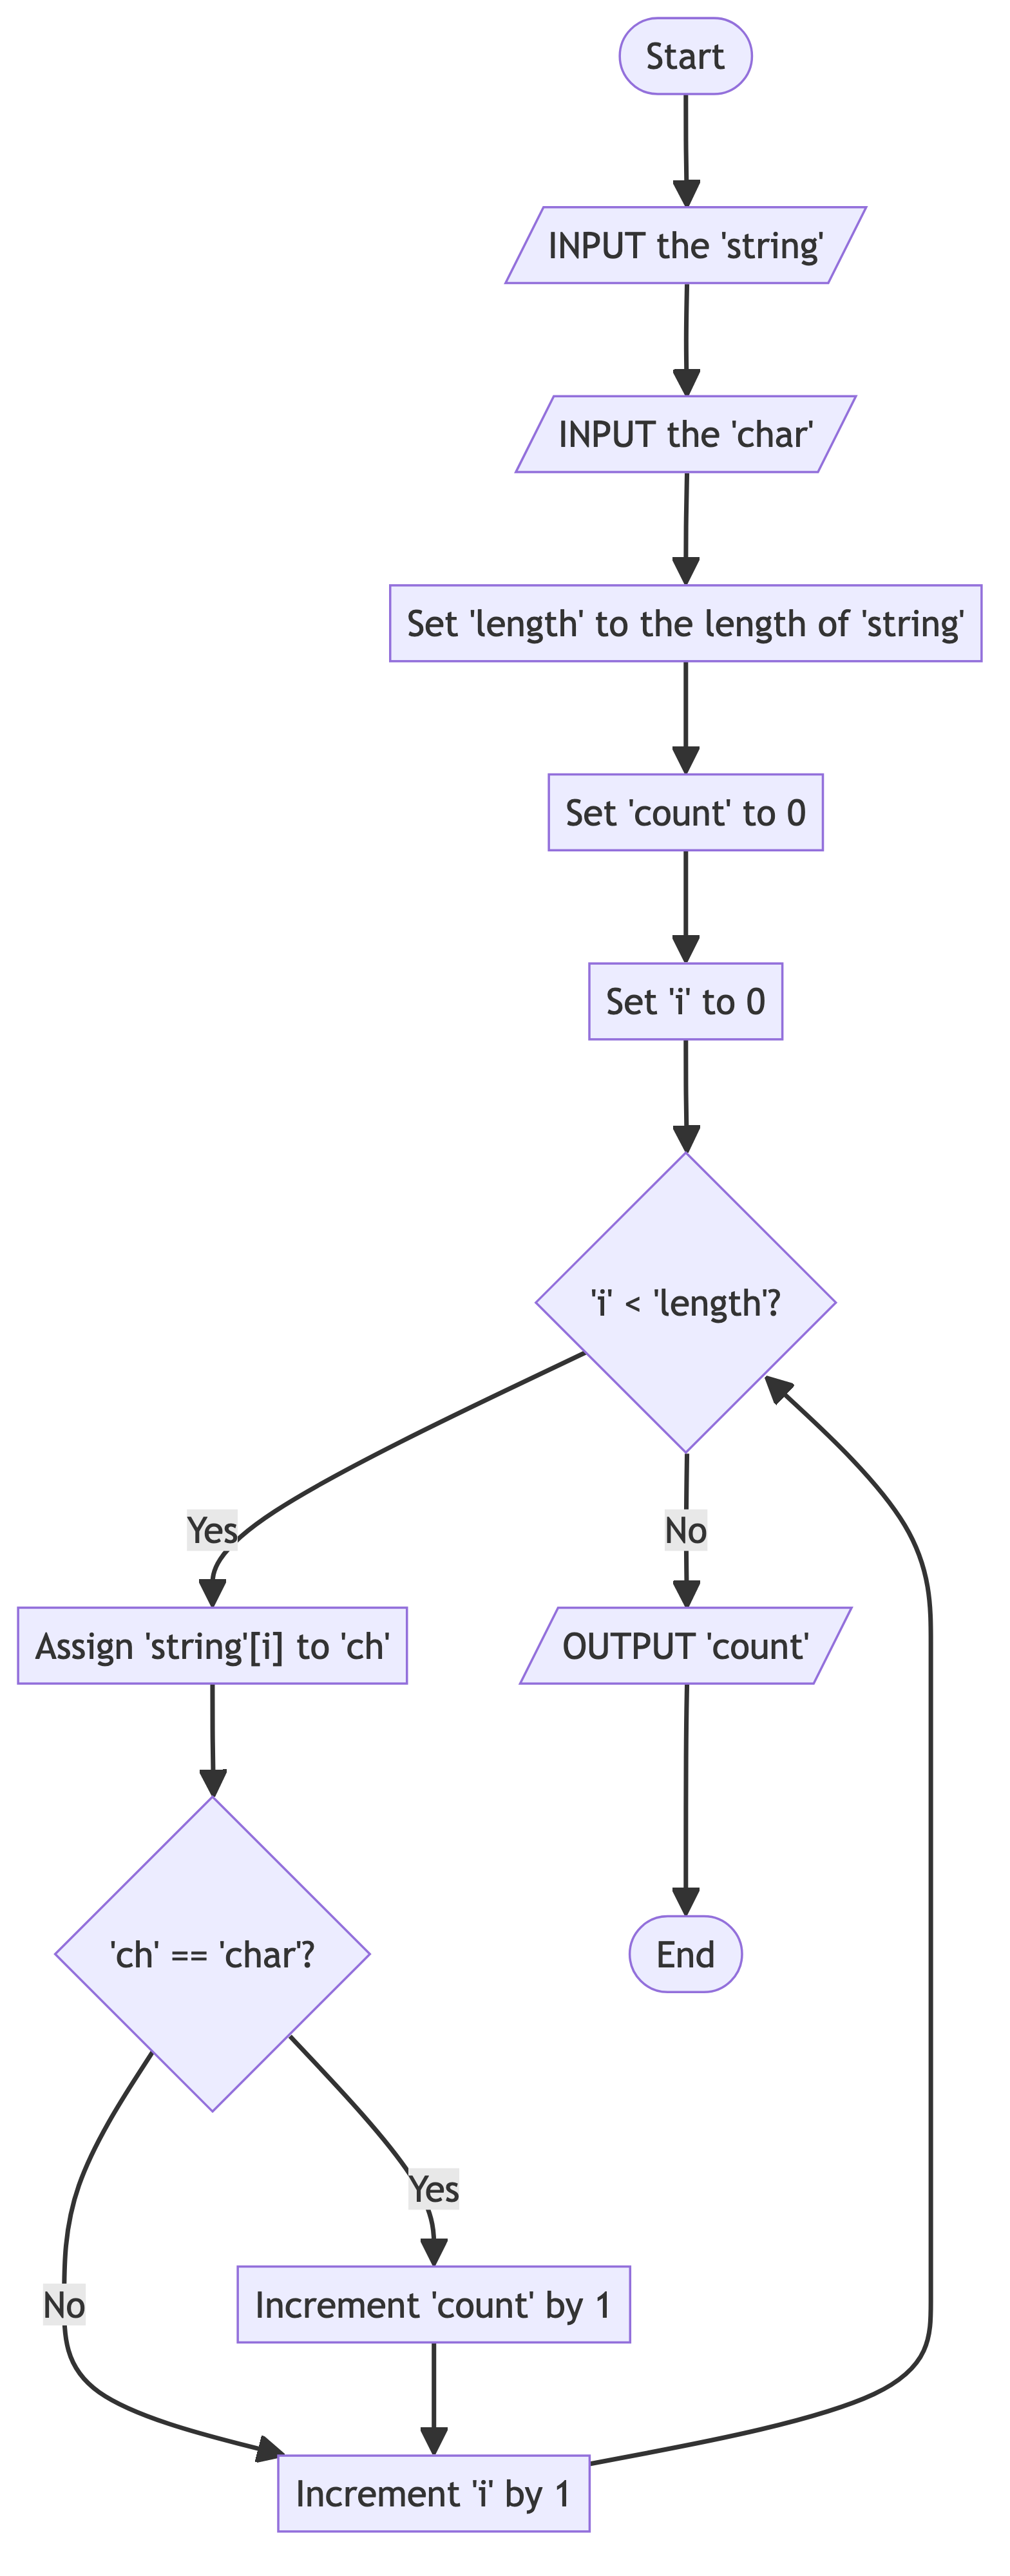 Start
INPUT the 'string'
INPUT the 'char'
Set 'length' to the length of 'string'
Set 'count' to 0
Set 'i' to 0
'i' < 'length'?
Yes
No
Assign 'string'[i] to 'ch'
OUTPUT 'count'
'ch' == 'char'?
End
Yes
No
Increment 'count' by 1
Increment 'i' by 1